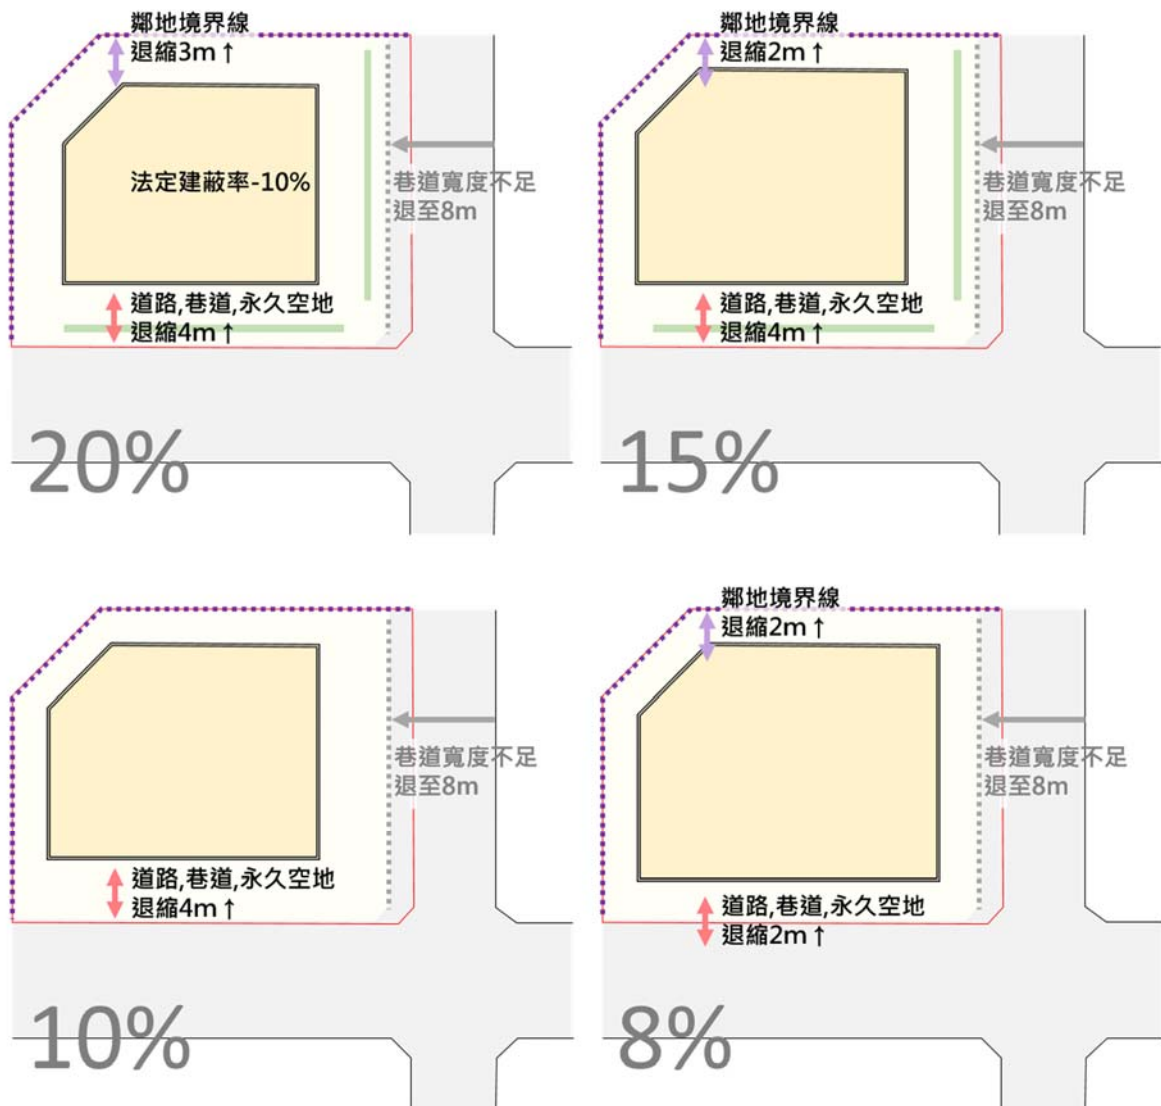 鄰地境界線
退縮3m↑
法定建蔽率-10%
巷道寬度不足
退至8m
道路,巷道,永久空地
退縮4m↑
20%
鄰地境界線
退縮2m↑
巷道寬度不足
退至8m
道路,巷道,永久空地
退縮4m↑
15%
巷道寬度不足
退至8m
道路,巷道,永久空地
退縮4m↑
10%
鄰地境界線
退縮2m↑
巷道寬度不足
退至8m
道路,巷道,永久空地
退縮2m↑
8%